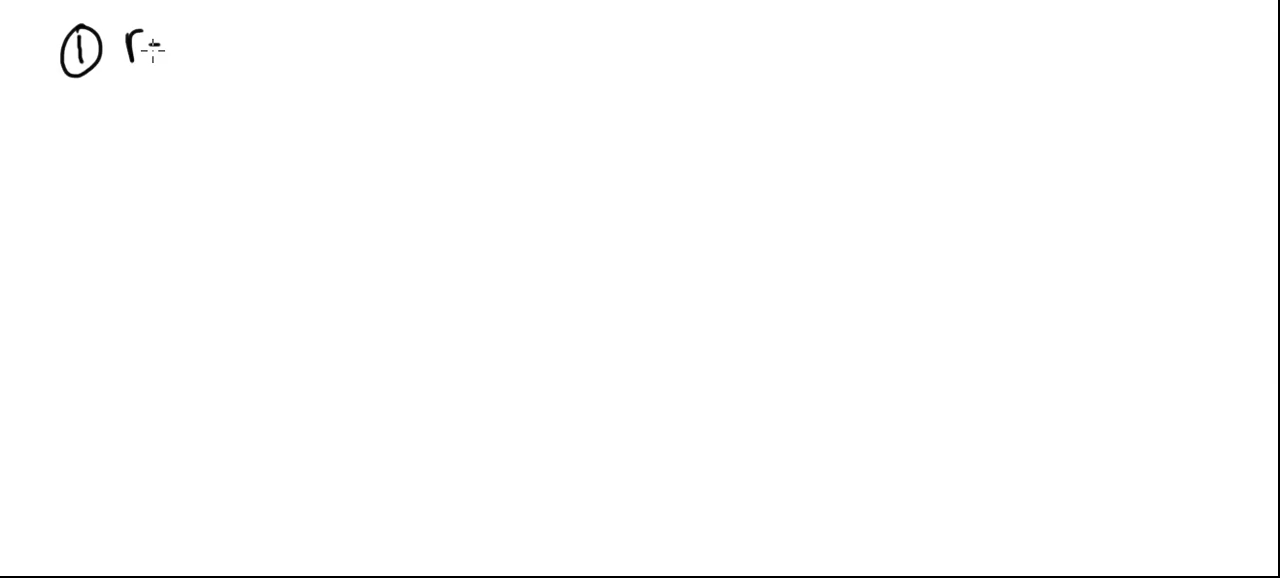 ① r-